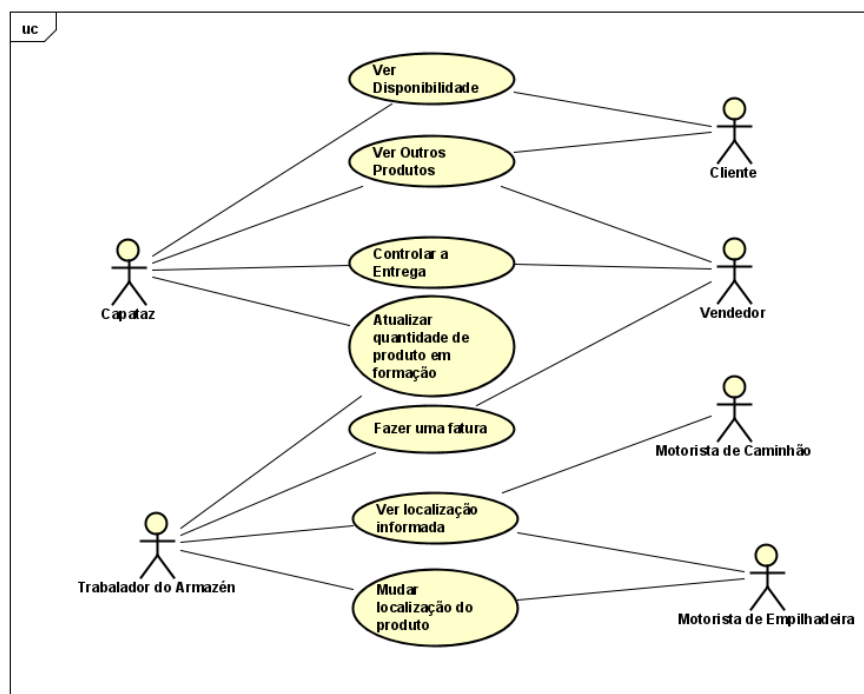 uc
Ver
Disponibilidade
Ver Outros
Produtos
Cliente
Controlar a
Entrega
Capataz
Vendedor
Atualizar
quantidade de
produto em
formação
Fazer uma fatura
Motorista de Caminhão
Ver localização
informada
Trabalador do Armazén
Mudar
localização do
produto
Motorista de Empilhadeira